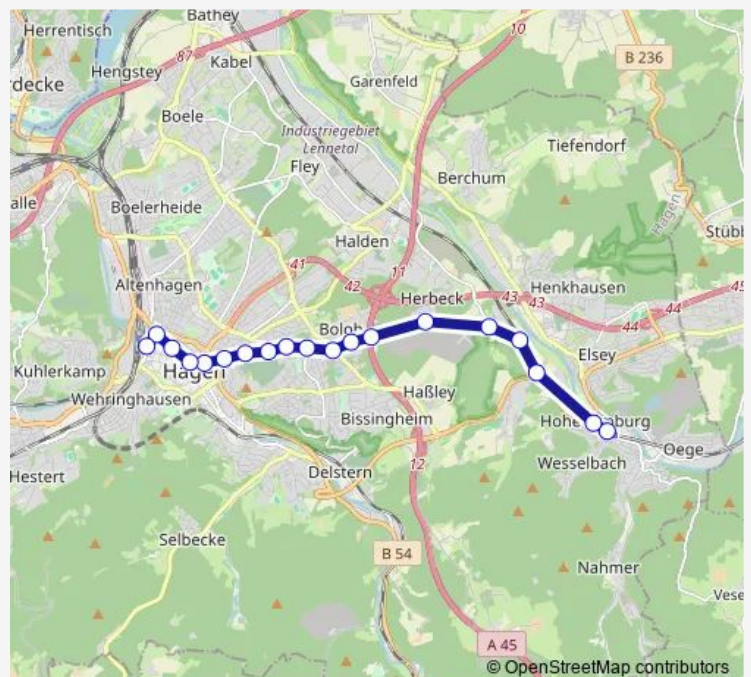 Bathey
Herrentisch
10
87
Kabel
B 236
Hengstey
rdecke
Garenfeld
Boele
Industriegebiet
Lennetal
Tiefendorf
Fley
Berchum
alle
Boelerheide
Hagen
Stübb
Halden
41
11
Altenhagen
42
Henkhausen
45
Herbeck
43
43
44
44
Boloh
Elsey
Kuhlerkamp
Hagen
Haßley
Wehringhausen
Bissingheim
Hohenlimburg
Oege
12
Wesselbach
Hestert
Delstern
Selbecke
B 54
Nahmer
Vese
A 45
© OpenStreetMap contributors